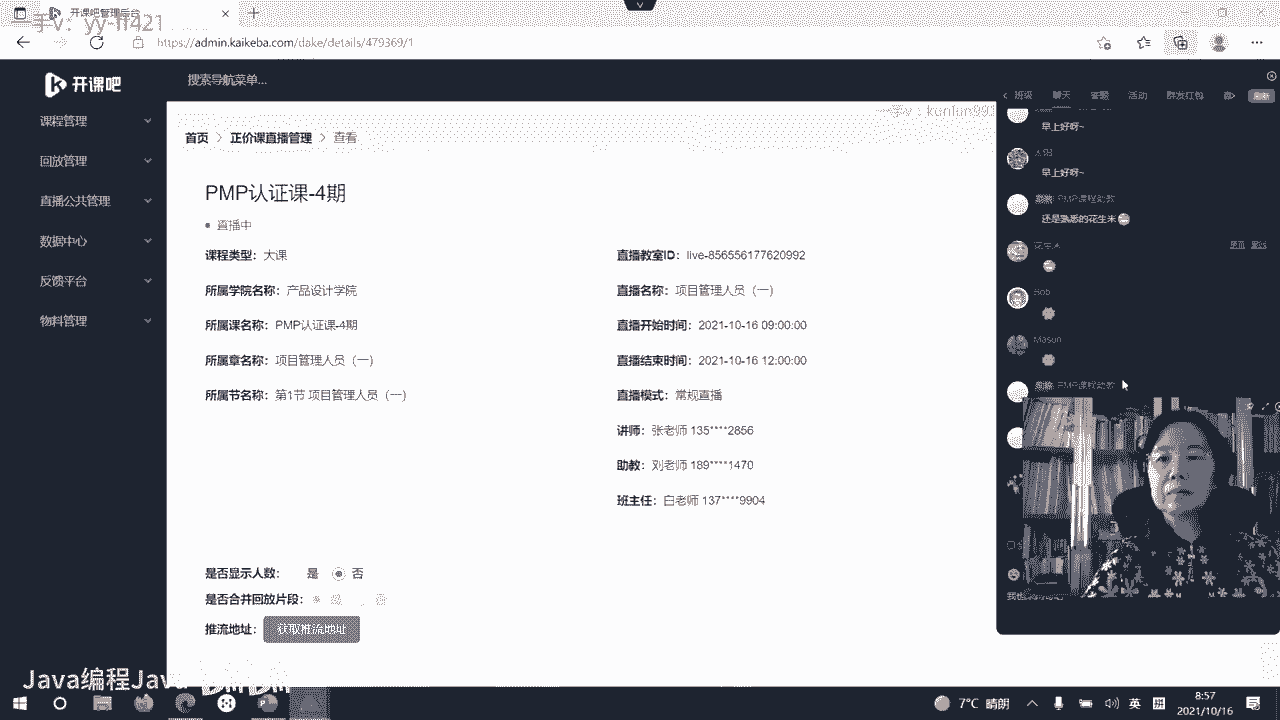 开课吧管理后台
手v：yy-ff421
https://admin.kaikeba.com/dake/details/479369/1
开课吧
搜索导航菜单...
课程管理
回放管理
直播公共管理
数据中心
反馈平台
物料管理
首页 > 正价课直播管理 > 查看
PMP认证课-4期
直播中
课程类型：大课
所属学院名称：产品设计学院
所属课名称：PMP认证课-4期
所属章名称：项目管理人员（一）
所属节名称：第1节 项目管理人员（一）
直播教室ID：live-856556177620992
直播名称：项目管理人员（一）
直播开始时间：2021-10-16 09:00:00
直播结束时间：2021-10-16 12:00:00
直播模式：常规直播
讲师：张老师 135****2856
助教：刘老师 189****1470
班主任：白老师 137****9904
是否显示人数： 是 否
是否合并回放片段：
推流地址： 获取推流地址
班级 聊天 答题 活动 群发红包
早上好呀~
早上好呀~
PMP课程助教
还是熟悉的花生米
花生米
Bob
Mason
PMP课程助教
Java编程Java
7°C 晴朗
英
拼
8:57
2021/10/16